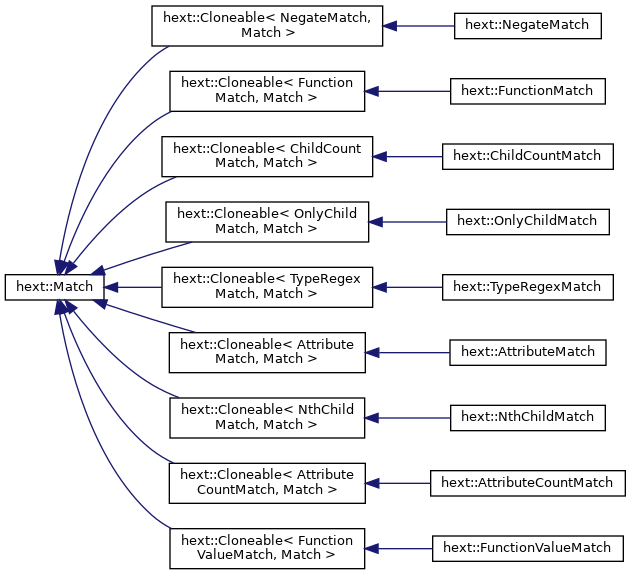 hext::Cloneable< NegateMatch,
Match >
hext::NegateMatch
hext::Cloneable< Function
Match, Match >
hext::FunctionMatch
hext::Cloneable< ChildCount
Match, Match >
hext::ChildCountMatch
hext::Cloneable< OnlyChild
Match, Match >
hext::OnlyChildMatch
hext::Match
hext::Cloneable< TypeRegex
Match, Match >
hext::TypeRegexMatch
hext::Cloneable< Attribute
Match, Match >
hext::AttributeMatch
hext::Cloneable< NthChild
Match, Match >
hext::NthChildMatch
hext::Cloneable< Attribute
CountMatch, Match >
hext::AttributeCountMatch
hext::Cloneable< Function
ValueMatch, Match >
hext::FunctionValueMatch